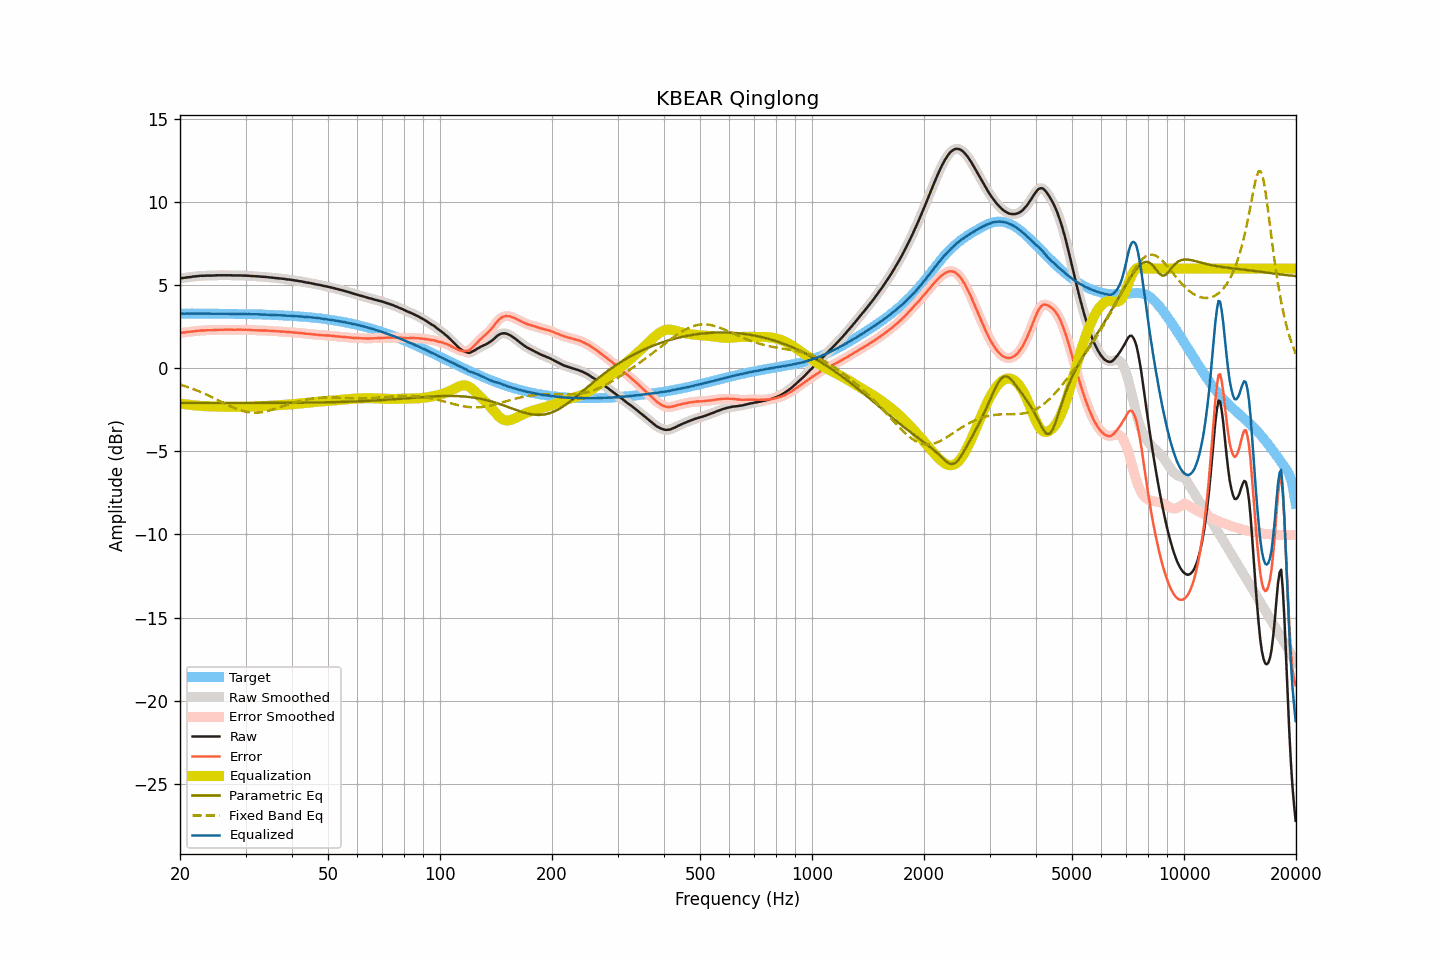 KBEAR Qinglong
15
10
5
0
−5
−10
−15
−20
−25
Amplitude (dBr)
Target
Raw Smoothed
Error Smoothed
Raw
Error
Equalization
Parametric Eq
Fixed Band Eq
Equalized
20 50 100 200 500 1000 2000 5000 10000 20000
Frequency (Hz)